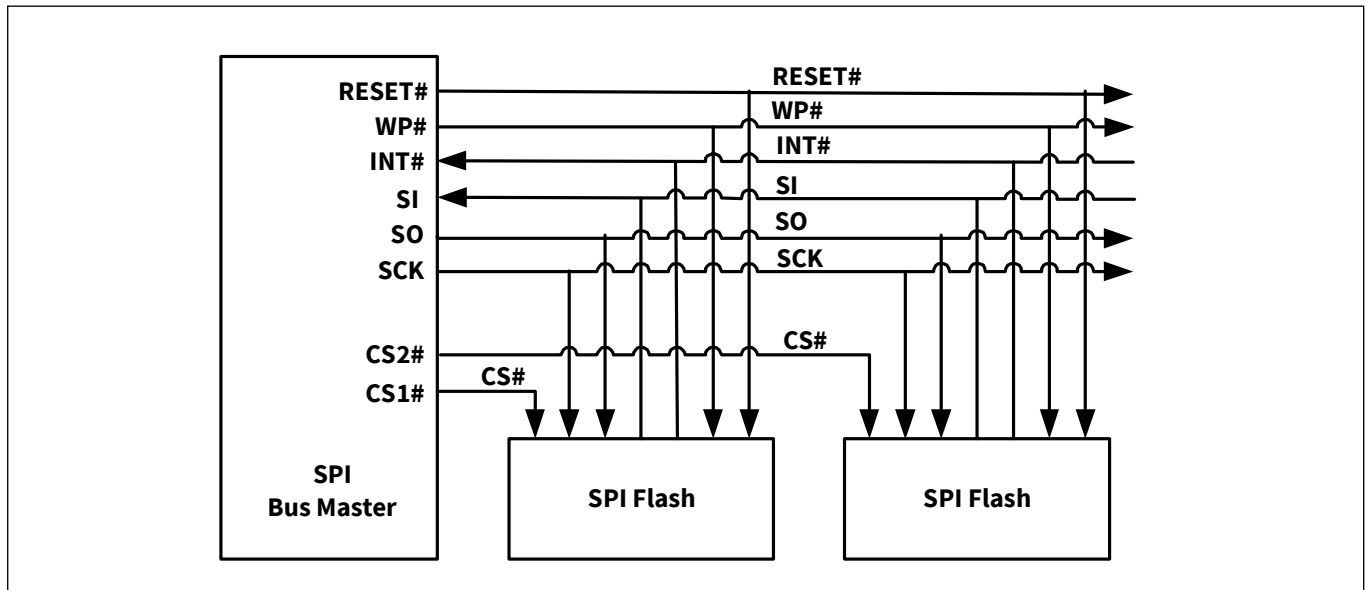 RESET#
RESET#
WP#
WP#
INT#
INT#
SI
SI
SO
SO
SCK
SCK
CS2#
CS#
CS1#
CS#
SPI
Bus Master
SPI Flash
SPI Flash